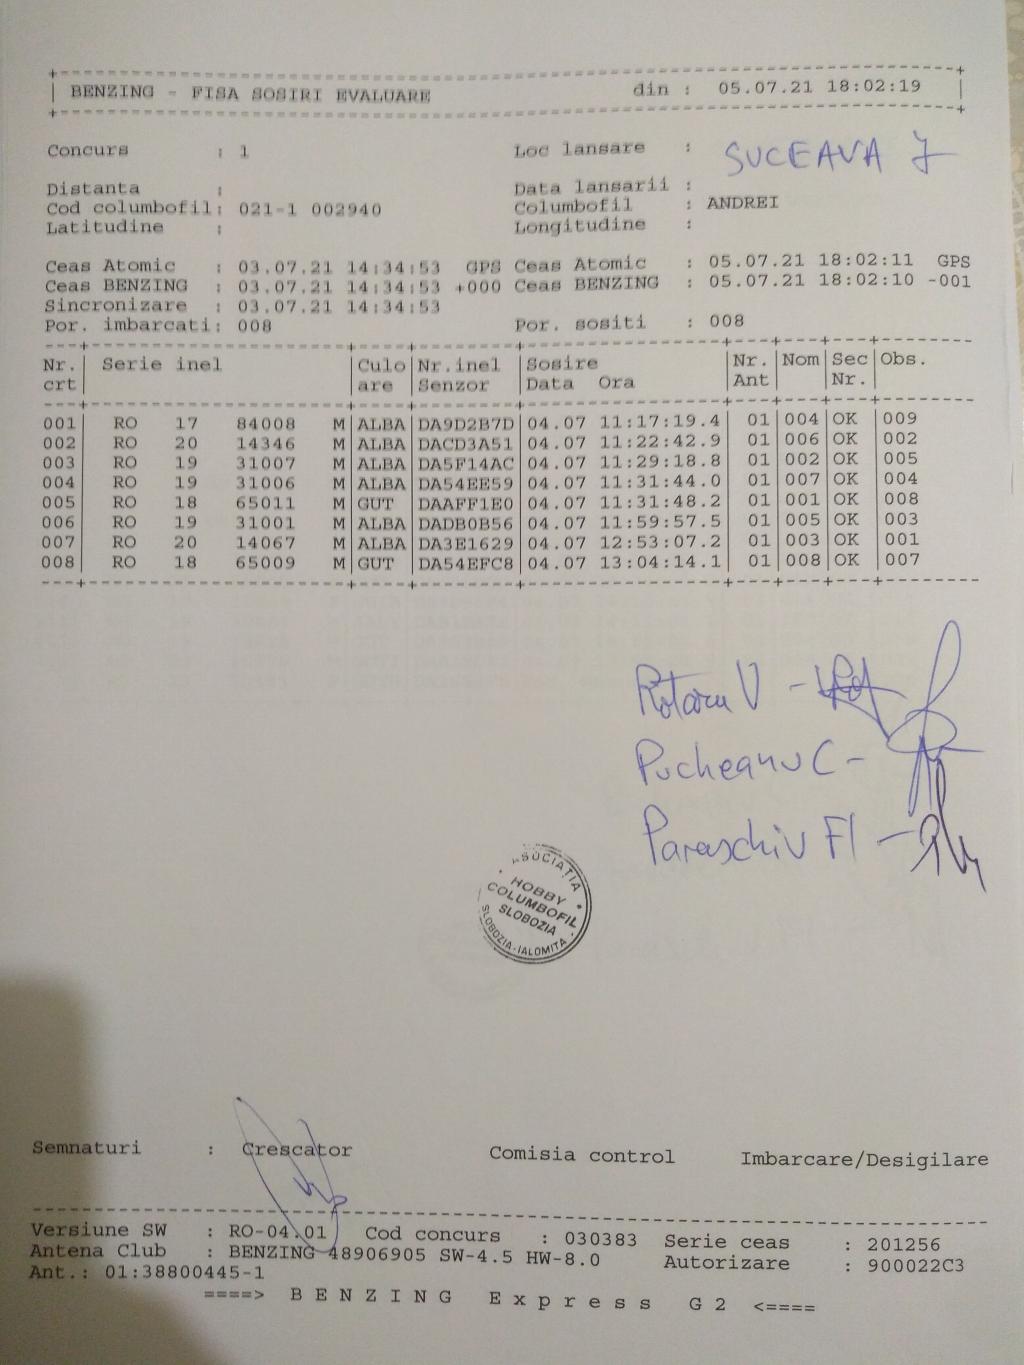 +------------------------------------------------------------------------------+
| BENZING - FISA SOSIRI EVALUARE din : 05.07.21 18:02:19 |
+------------------------------------------------------------------------------+
Concurs : 1 Loc lansare : SUCEAVA J
Distanta : Data lansarii :
Cod columbofil: 021-1 002940 Columbofil : ANDREI
Latitudine : Longitudine :
Ceas Atomic : 03.07.21 14:34:53 GPS Ceas Atomic : 05.07.21 18:02:11 GPS
Ceas BENZING : 03.07.21 14:34:53 +000 Ceas BENZING : 05.07.21 18:02:10 -001
Sincronizare : 03.07.21 14:34:53
Por. imbarcati: 008 Por. sositi : 008
Nr. | Serie inel | Culo | Nr.inel | Sosire | Nr. | Nom | Sec | Obs.
crt | are | Senzor | Data Ora | Ant | Nr. |
001 | RO 17 84008 M | ALBA | DA9D2B7D | 04.07 11:17:19.4 | 01 | 004 | OK | 009
002 | RO 20 14346 M | ALBA | DACD3A51 | 04.07 11:22:42.9 | 01 | 006 | OK | 002
003 | RO 19 31007 M | ALBA | DA5F14AC | 04.07 11:29:18.8 | 01 | 002 | OK | 005
004 | RO 19 31006 M | ALBA | DA54EE59 | 04.07 11:31:44.0 | 01 | 007 | OK | 004
005 | RO 18 65011 M | GUT | DAAFF1E0 | 04.07 11:31:48.2 | 01 | 001 | OK | 008
006 | RO 19 31001 M | ALBA | DADB0B56 | 04.07 11:59:57.5 | 01 | 005 | OK | 003
007 | RO 20 14067 M | ALBA | DA3E1629 | 04.07 12:53:07.2 | 01 | 003 | OK | 001
008 | RO 18 65009 M | GUT | DA54EFC8 | 04.07 13:04:14.1 | 01 | 008 | OK | 007
Rotaru V -
Pucheanu C -
Paraschiv Fl -
ASOCIAȚIA
HOBBY
COLUMBOFIL
SLOBOZIA
SLOBOZIA-IALOMIȚA
Semnaturi : Crescator Comisia control Imbarcare/Desigilare
Versiune SW : RO-04.01 Cod concurs : 030383 Serie ceas : 201256
Antena Club : BENZING 48906905 SW-4.5 HW-8.0 Autorizare : 900022C3
Ant.: 01:38800445-1
====> B E N Z I N G E x p r e s s G 2 <====